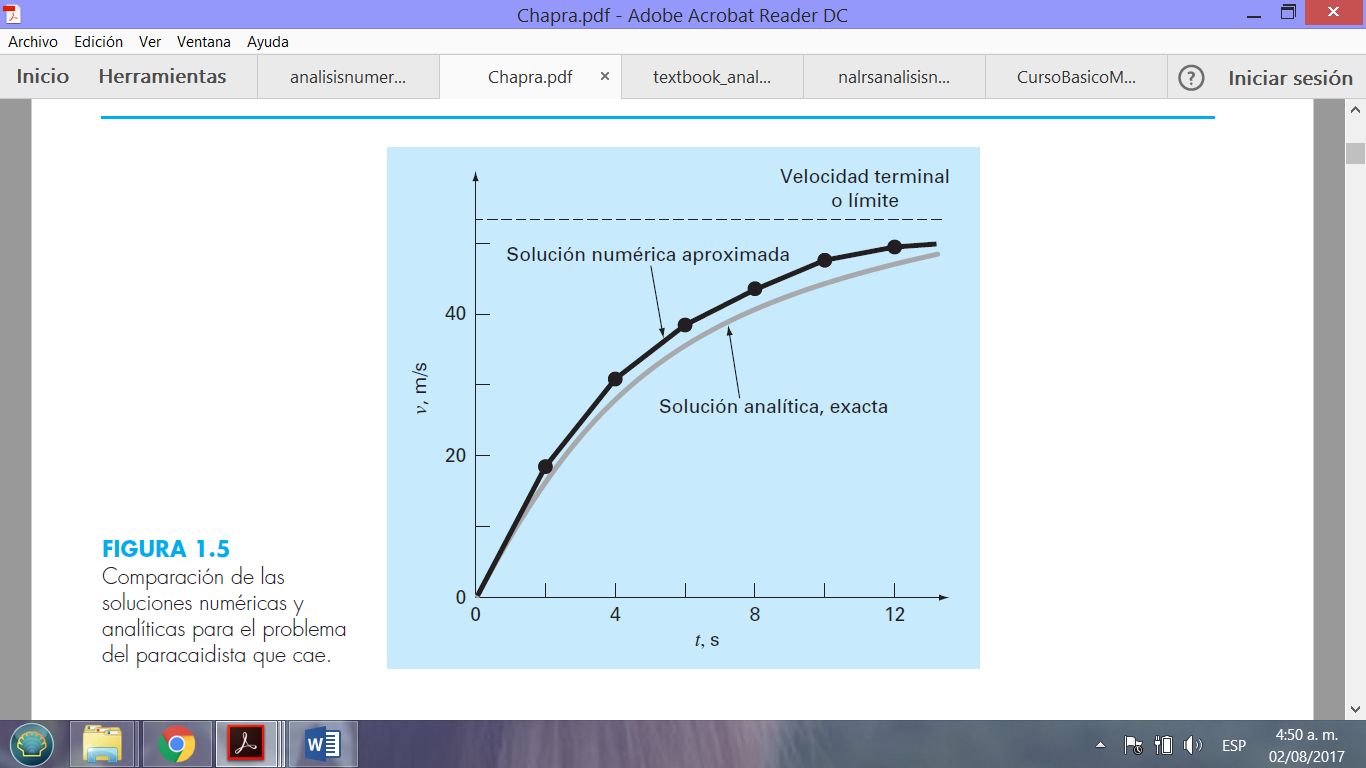 Chapra.pdf - Adobe Acrobat Reader DC
Archivo Edición Ver Ventana Ayuda
Inicio Herramientas analisisnumer... Chapra.pdf × textbook_anal... nalrsanalisisn... CursoBasicoM... ? Iniciar sesión
Velocidad terminal
o límite
Solución numérica aproximada
40
v, m/s
Solución analítica, exacta
20
0
0 4 8 12
t, s
FIGURA 1.5
Comparación de las
soluciones numéricas y
analíticas para el problema
del paracaidista que cae.
ESP
4:50 a. m.
02/08/2017